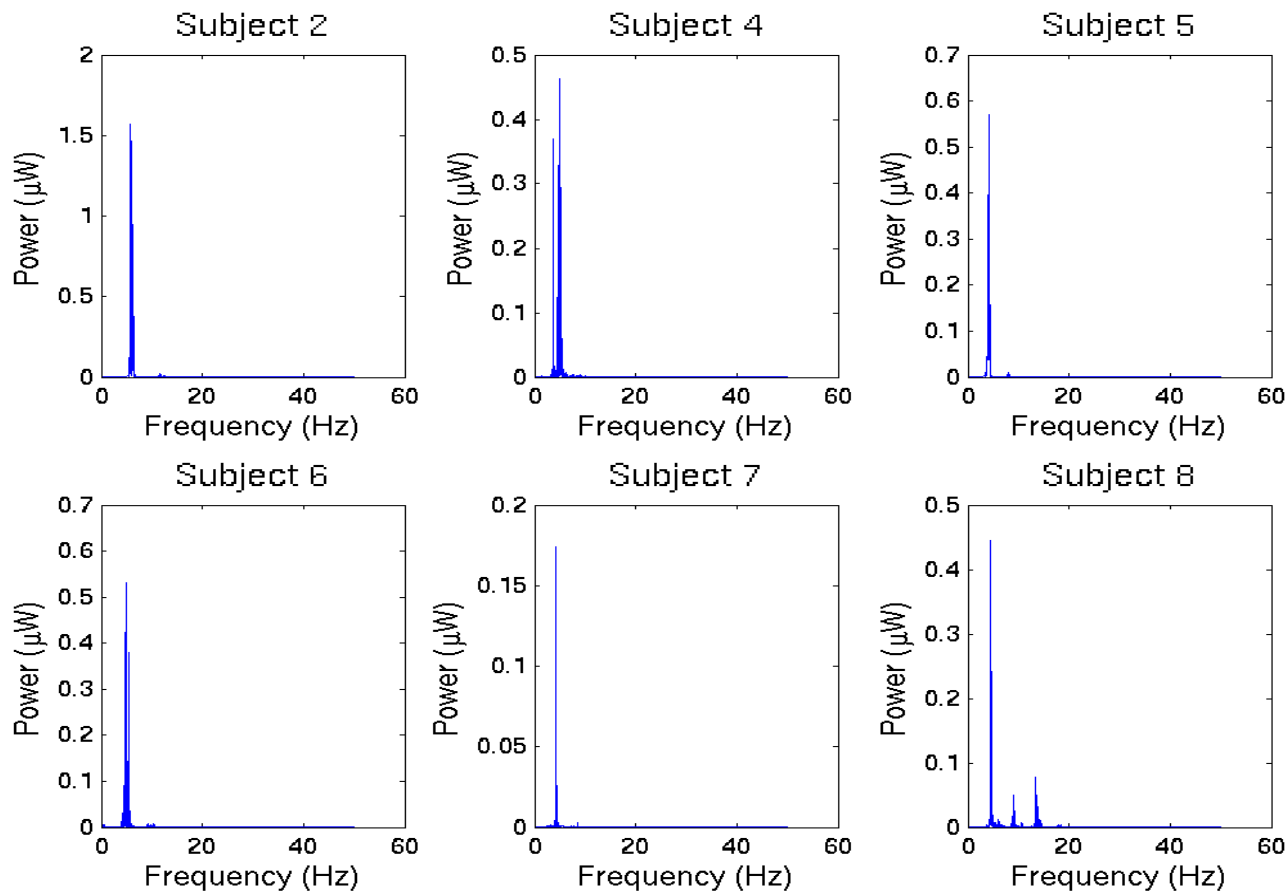 Subject 2
2
1.5
1
0.5
0
0 20 40 60
Power (μW)
Frequency (Hz)
Subject 4
0.5
0.4
0.3
0.2
0.1
0
0 20 40 60
Power (μW)
Frequency (Hz)
Subject 5
0.7
0.6
0.5
0.4
0.3
0.2
0.1
0
0 20 40 60
Power (μW)
Frequency (Hz)
Subject 6
0.7
0.6
0.5
0.4
0.3
0.2
0.1
0
0 20 40 60
Power (μW)
Frequency (Hz)
Subject 7
0.2
0.15
0.1
0.05
0
0 20 40 60
Power (μW)
Frequency (Hz)
Subject 8
0.5
0.4
0.3
0.2
0.1
0
0 20 40 60
Power (μW)
Frequency (Hz)